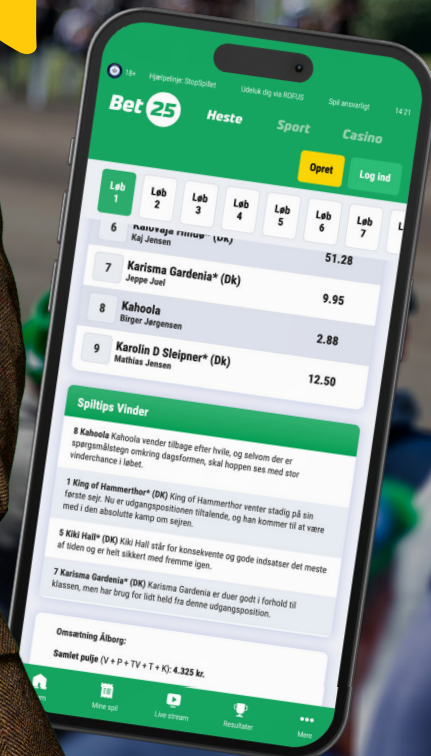 18+ Hjælpelinje: StopSpillet Udeluk dig via ROFUS Spil ansvarligt 14 21
Bet 25 Heste Sport Casino
Opret Log ind
Løb 1
Løb 2
Løb 3
Løb 4
Løb 5
Løb 6
Løb 7
6
Kaj Jensen
51.28
7 Karisma Gardenia* (Dk)
Jeppe Juel
9.95
8 Kahoola
Birger Jørgensen
2.88
9 Karolin D Sleipner* (Dk)
Mathias Jensen
12.50
Spiltips Vinder
8 Kahoola Kahoola vender tilbage efter hvile, og selvom der er
spørgsmålstegn omkring dagsformen, skal hoppen ses med stor
vinderchance i løbet.
1 King of Hammerthor* (DK) King of Hammerthor venter stadig på sin
første sejr. Nu er udgangspositionen tiltalende, og han kommer til at være
med i den absolutte kamp om sejren.
5 Kiki Hall* (DK) Kiki Hall står for konsekvente og gode indsatser det meste
af tiden og er helt sikkert med fremme igen.
7 Karisma Gardenia* (DK) Karisma Gardenia er duer godt i forhold til
klassen, men har brug for lidt held fra denne udgangsposition.
Omsætning Ålborg:
Samlet pulje (V + P + TV + T + K): 4.325 kr.
Mine spil
Live stream
Resultater
Mere